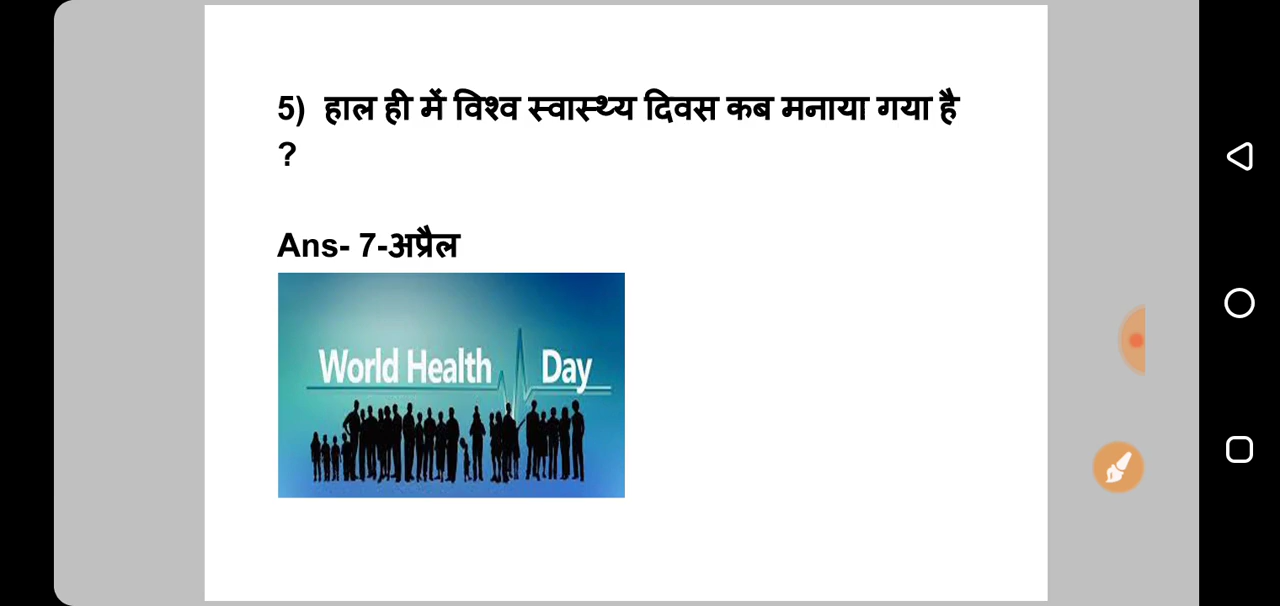 5) हाल ही में विश्व स्वास्थ्य दिवस कब मनाया गया है
?
Ans- 7-अप्रैल
World Health Day